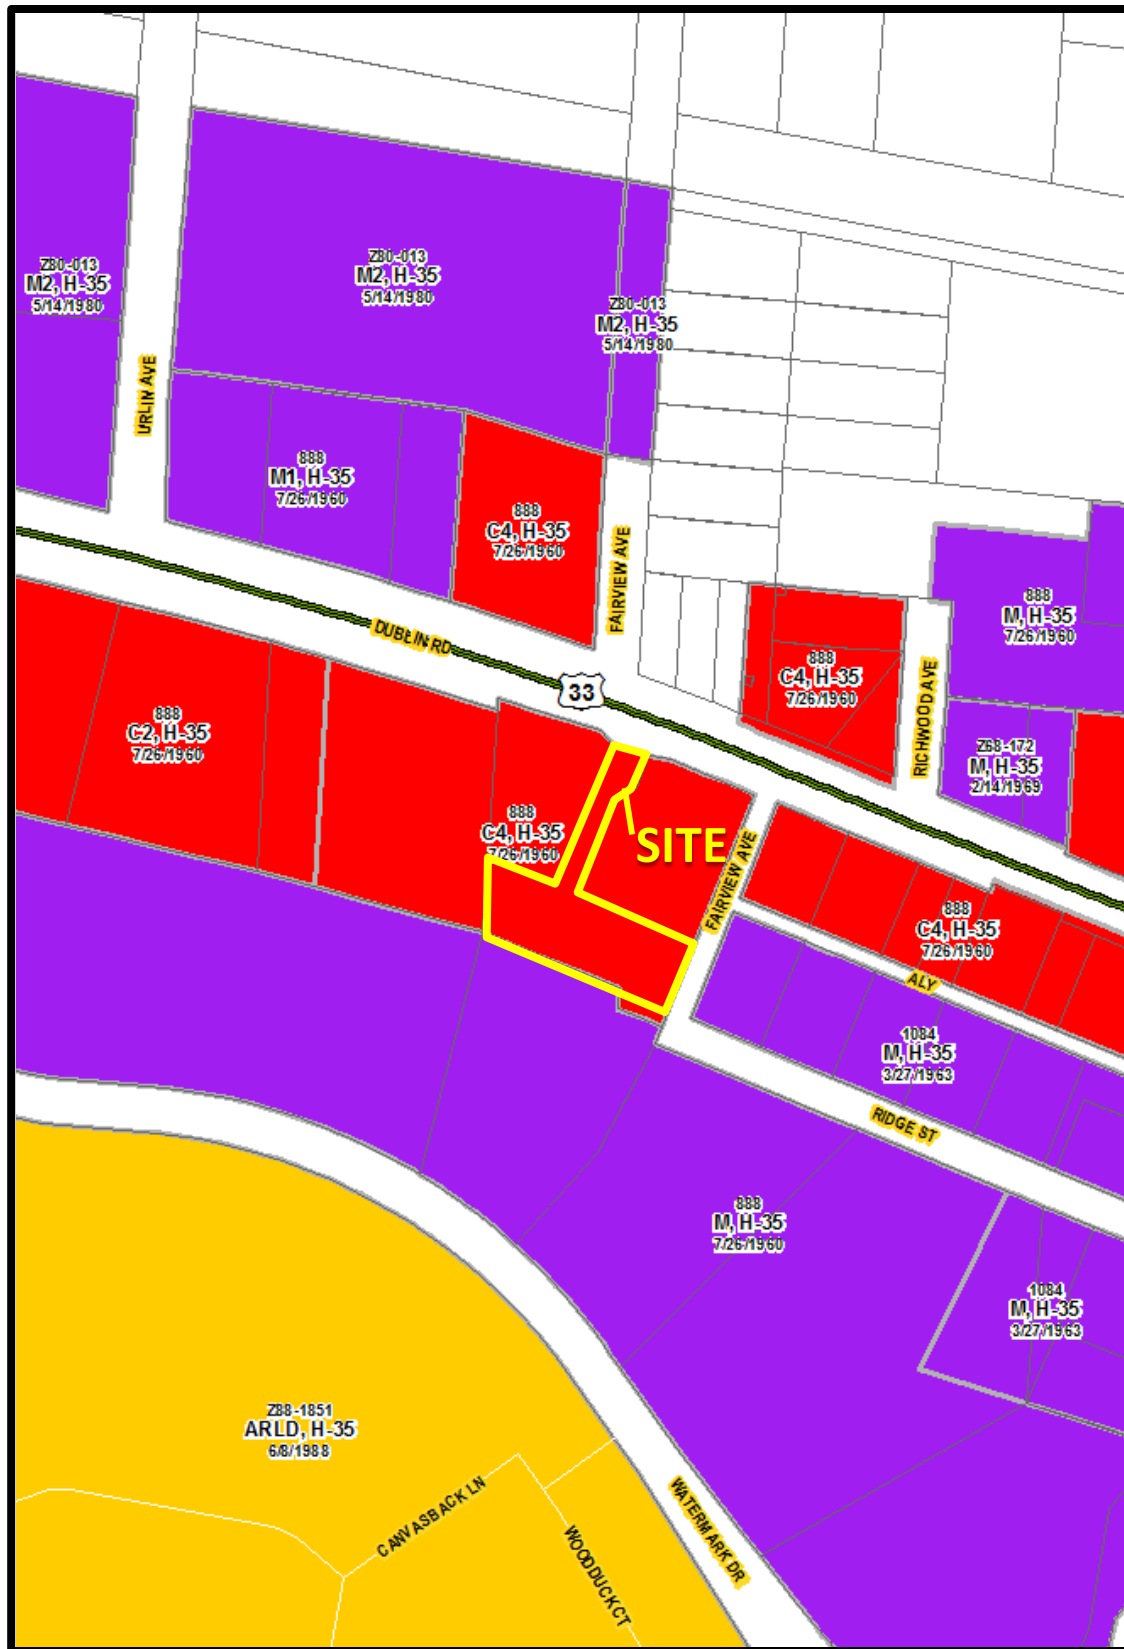 Z80-013
M2, H-35
5/14/1980
Z80-013
M2, H-35
5/14/1980
Z80-013
M2, H-35
5/14/1980
URLIN AVE
888
M1, H-35
7/26/1960
888
C4, H-35
7/26/1960
FAIRVIEW AVE
888
M, H-35
7/26/1960
DUBLIN RD
33
888
C4, H-35
7/26/1960
RICHWOOD AVE
888
C2, H-35
7/26/1960
Z68-172
M, H-35
2/14/1969
888
C4, H-35
7/26/1960
SITE
FAIRVIEW AVE
888
C4, H-35
7/26/1960
ALY
1084
M, H-35
3/27/1963
RIDGE ST
888
M, H-35
7/26/1960
1084
M, H-35
3/27/1963
Z88-1851
ARLD, H-35
6/8/1988
CANVASBACK LN
WOODDUCK CT
WATERMARK DR